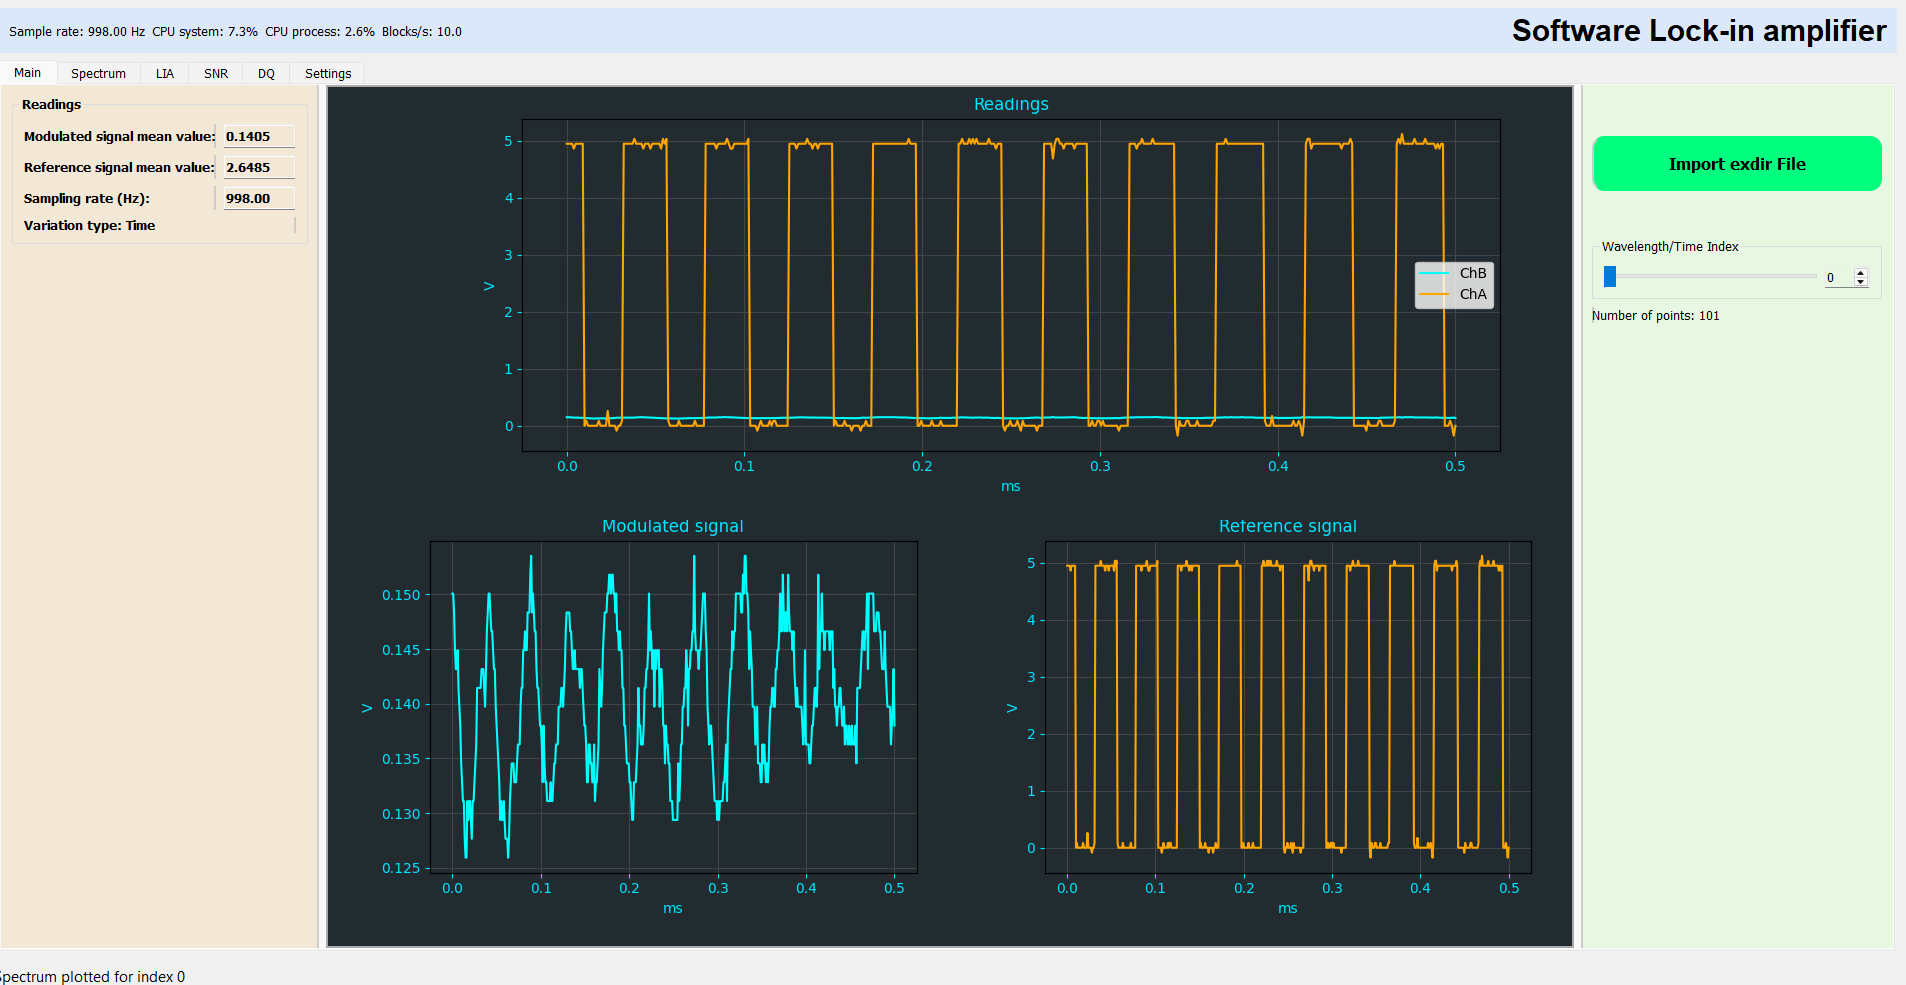 Sample rate: 998.00 Hz CPU system: 7.3% CPU process: 2.6% Blocks/s: 10.0
Software Lock-in amplifier
Main Spectrum LIA SNR DQ Settings
Readings
Modulated signal mean value: 0.1405
Reference signal mean value: 2.6485
Sampling rate (Hz): 998.00
Variation type: Time
Readings
5
4
3
2
1
0
V
ChB
ChA
0.0 0.1 0.2 0.3 0.4 0.5
ms
Modulated signal
0.150
0.145
0.140
0.135
0.130
0.125
V
0.0 0.1 0.2 0.3 0.4 0.5
ms
Reference signal
5
4
3
2
1
0
V
0.0 0.1 0.2 0.3 0.4 0.5
ms
Import exdir File
Wavelength/Time Index
0
Number of points: 101
Spectrum plotted for index 0